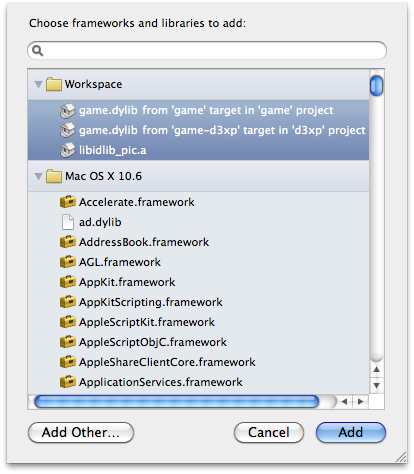 Choose frameworks and libraries to add:
Workspace
game.dylib from 'game' target in 'game' project
game.dylib from 'game-d3xp' target in 'd3xp' project
libidlib_pic.a
Mac OS X 10.6
Accelerate.framework
ad.dylib
AddressBook.framework
AGL.framework
AppKit.framework
AppKitScripting.framework
AppleScriptKit.framework
AppleScriptObjC.framework
AppleShareClientCore.framework
ApplicationServices.framework
Add Other... Cancel Add